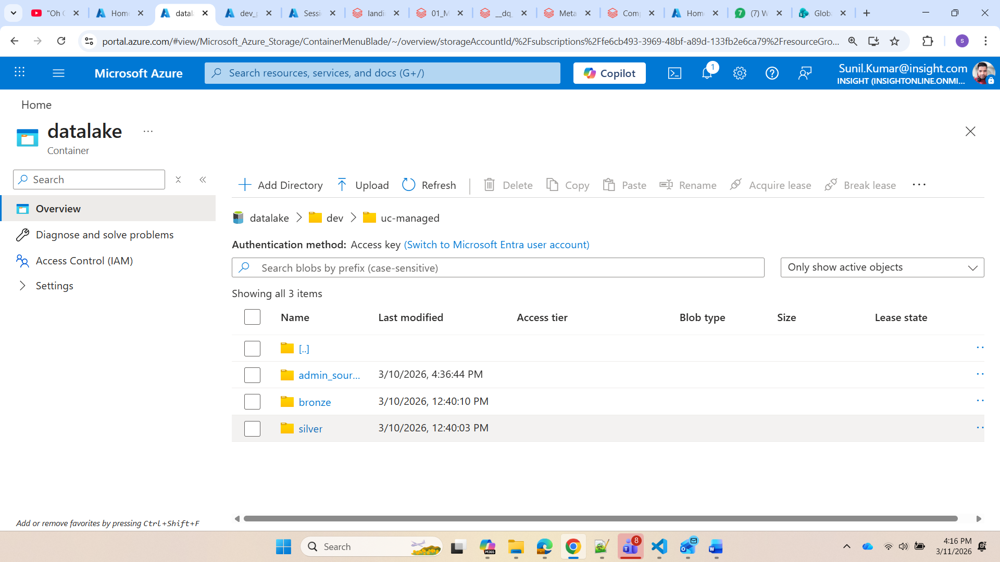 "Oh
Home
datal
dev_
Sessi
landi
01_M
__dq_
Meta
Com
Home
(7) W
Globa
portal.azure.com/#view/Microsoft_Azure_Storage/ContainerMenuBlade/~/overview/storageAccountId/%2Fsubscriptions%2Ffe6cb493-3969-48bf-a89d-133fb2e6ca79%2FresourceGro...
S
Microsoft Azure
Search resources, services, and docs (G+/)
Copilot
1
Sunil.Kumar@insight.com
INSIGHT (INSIGHTONLINE.ONMI...
Home
datalake
...
Container
Search
Overview
Diagnose and solve problems
Access Control (IAM)
Settings
Add or remove favorites by pressing Ctrl+Shift+F
Add Directory
Upload
Refresh
Delete
Copy
Paste
Rename
Acquire lease
Break lease
...
datalake > dev > uc-managed
Authentication method: Access key (Switch to Microsoft Entra user account)
Search blobs by prefix (case-sensitive)
Only show active objects
Showing all 3 items
Name Last modified Access tier Blob type Size Lease state
[..]
admin_sour... 3/10/2026, 4:36:44 PM
bronze 3/10/2026, 12:40:10 PM
silver 3/10/2026, 12:40:03 PM
Search
M365
8
4:16 PM
3/11/2026